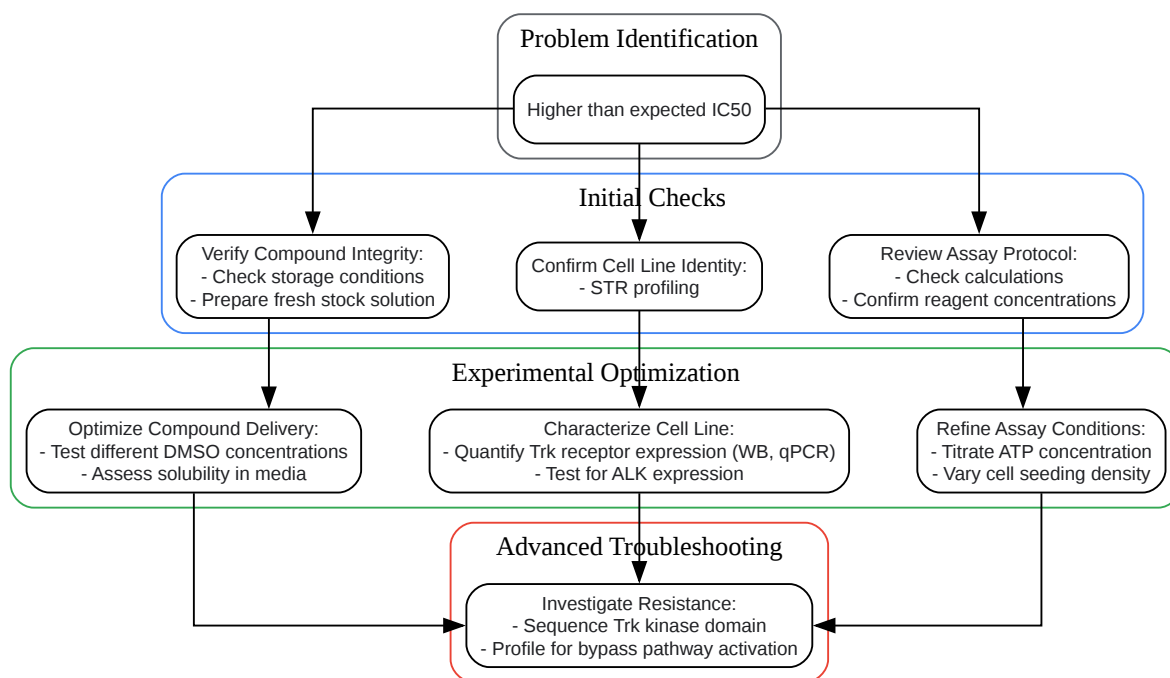 Problem Identification
Higher than expected IC50
Initial Checks
Verify Compound Integrity:
- Check storage conditions
- Prepare fresh stock solution
Confirm Cell Line Identity:
- STR profiling
Review Assay Protocol:
- Check calculations
- Confirm reagent concentrations
Experimental Optimization
Optimize Compound Delivery:
- Test different DMSO concentrations
- Assess solubility in media
Characterize Cell Line:
- Quantify Trk receptor expression (WB, qPCR)
- Test for ALK expression
Refine Assay Conditions:
- Titrate ATP concentration
- Vary cell seeding density
Advanced Troubleshooting
Investigate Resistance:
- Sequence Trk kinase domain
- Profile for bypass pathway activation